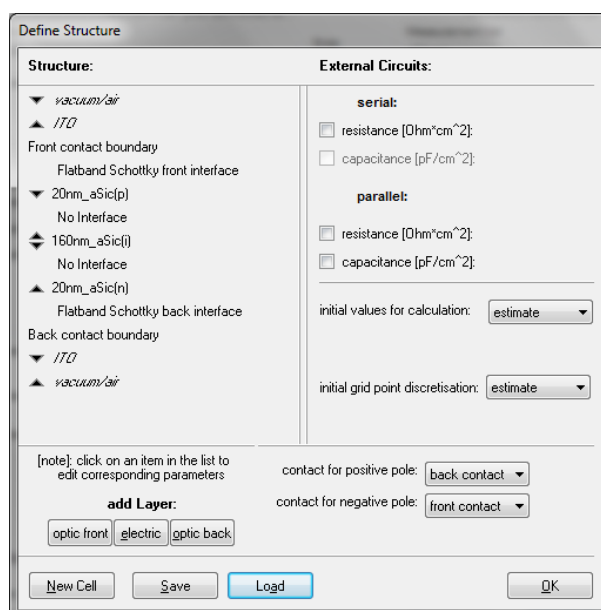 Define Structure
Structure:
vacuum/air
ITO
Front contact boundary
Flatband Schottky front interface
20nm_aSic(p)
No Interface
160nm_aSic(i)
No Interface
20nm_aSic(n)
Flatband Schottky back interface
Back contact boundary
ITO
vacuum/air
[note]: click on an item in the list to
edit corresponding parameters
add Layer:
optic front electric optic back
External Circuits:
serial:
resistance [Ohm*cm^2]:
capacitance [pF/cm^2]:
parallel:
resistance [Ohm*cm^2]:
capacitance [pF/cm^2]:
initial values for calculation: estimate
initial grid point discretisation: estimate
contact for positive pole: back contact
contact for negative pole: front contact
New Cell Save Load OK